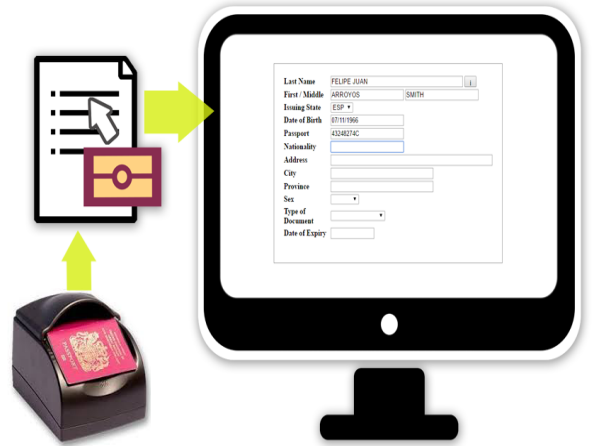 Last Name FELIPE JUAN i
First / Middle ARROYOS SMITH
Issuing State ESP
Date of Birth 07/11/1966
Passport 43248274C
Nationality
Address
City
Province
Sex
Type of
Document
Date of Expiry
PASSPORT